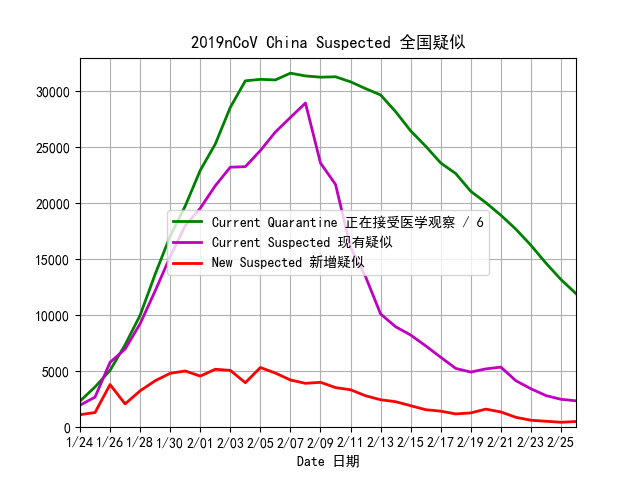 2019nCoV China Suspected 全国疑似
30000
25000
20000
15000
10000
5000
0
Current Quarantine 正在接受医学观察 / 6
Current Suspected 现有疑似
New Suspected 新增疑似
1/24 1/26 1/28 1/30 2/01 2/03 2/05 2/07 2/09 2/11 2/13 2/15 2/17 2/19 2/21 2/23 2/25
Date 日期